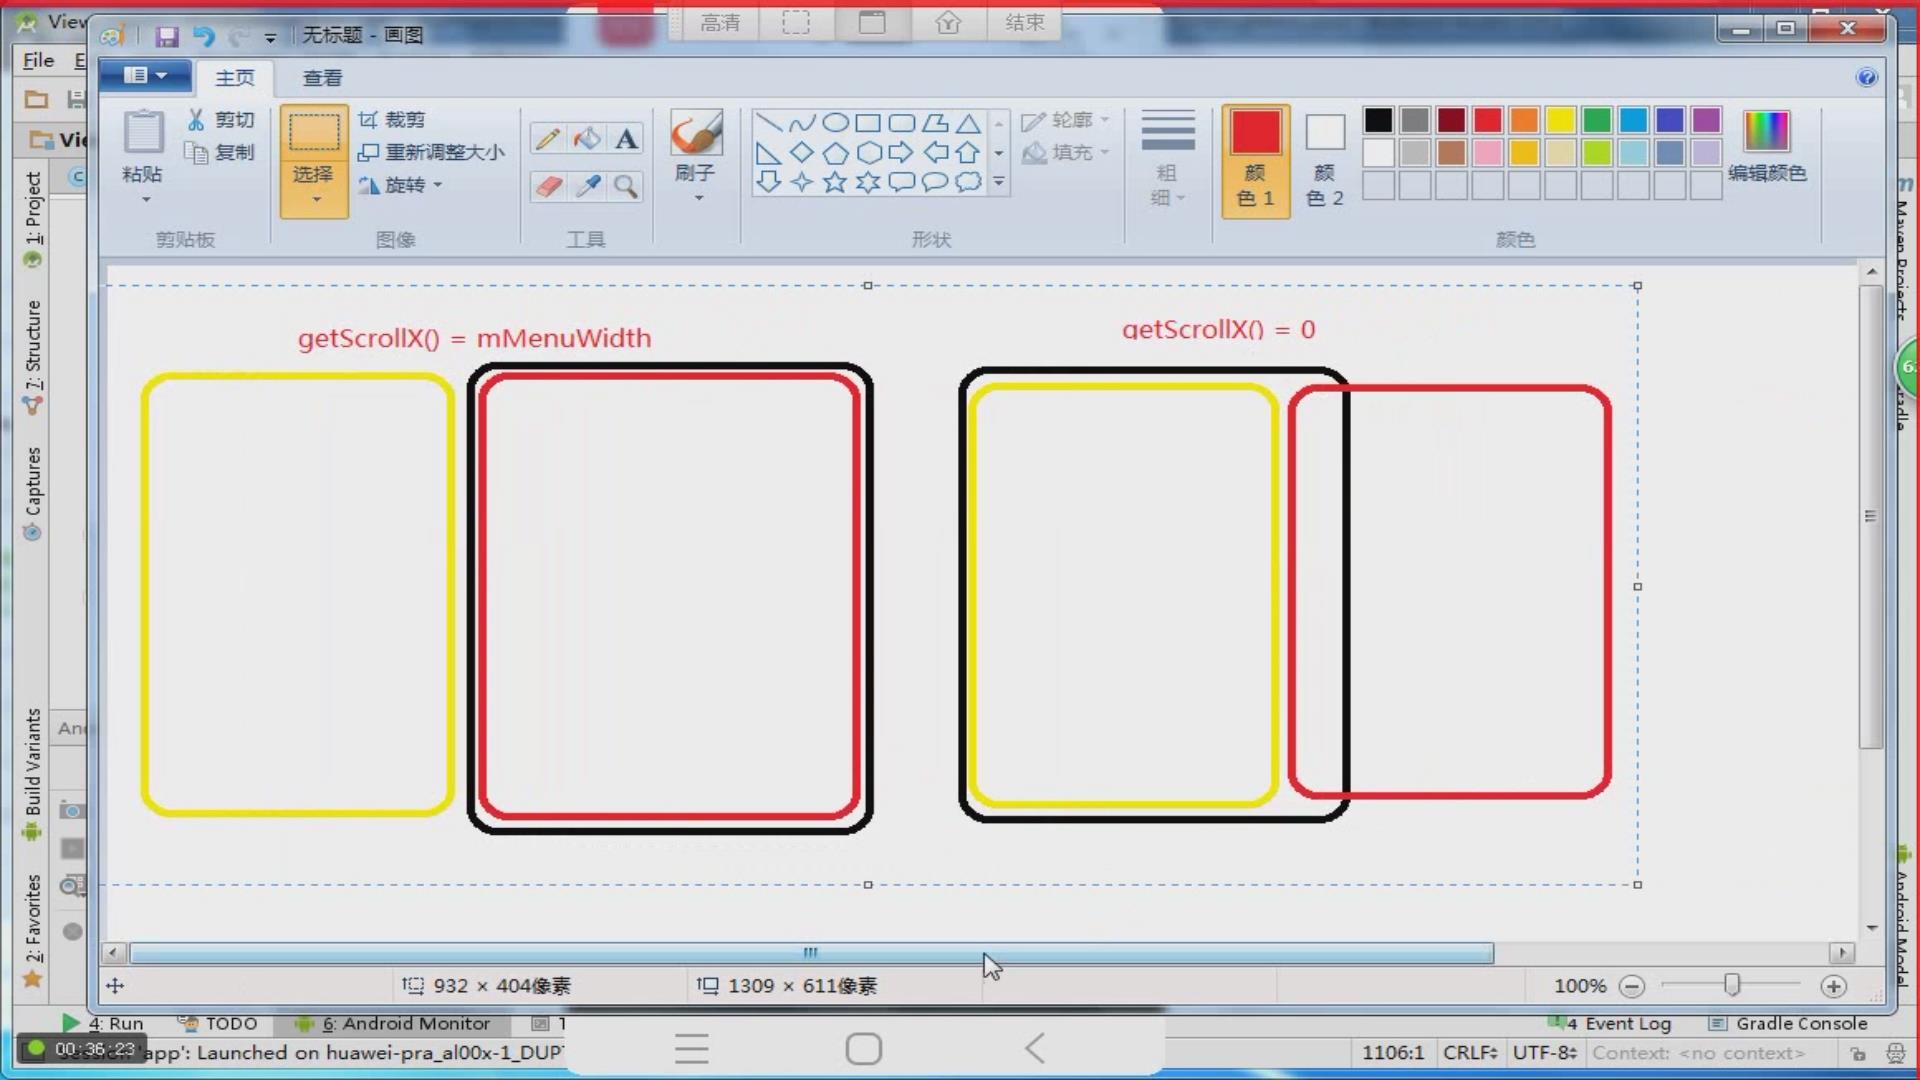 View
无标题 - 画图
高清
结束
File
主页
查看
粘贴
剪切
复制
剪贴板
选择
裁剪
重新调整大小
旋转
图像
A
工具
刷子
轮廓
填充
形状
粗
细
颜
色 1
颜
色 2
编辑颜色
颜色
1: Project
7: Structure
Captures
Build Variants
2: Favorites
Maven Projects
Android Model
getScrollX() = mMenuWidth
getScrollX() = 0
932 × 404像素
1309 × 611像素
100%
4: Run
TODO
6: Android Monitor
4 Event Log
Gradle Console
00:36:23
'app': Launched on huawei-pra_al00x-1_DUP
1106:1
CRLF
UTF-8
Context: <no context>